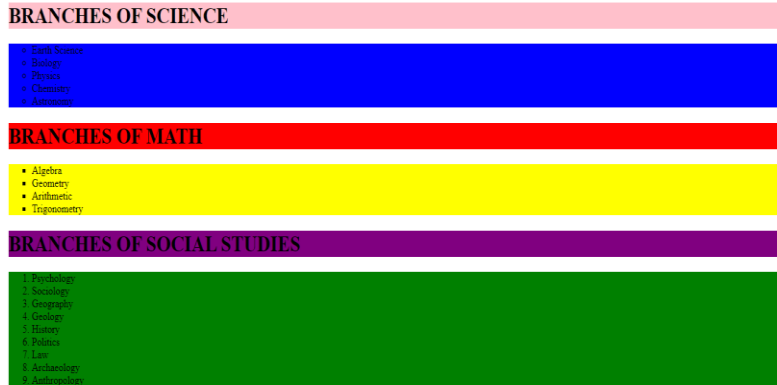 BRANCHES OF SCIENCE
Earth Science
Biology
Physics
Chemistry
Astronomy
BRANCHES OF MATH
Algebra
Geometry
Arithmetic
Trigonometry
BRANCHES OF SOCIAL STUDIES
1. Psychology
2. Sociology
3. Geography
4. Geology
5. History
6. Politics
7. Law
8. Archaeology
9. Anthropology